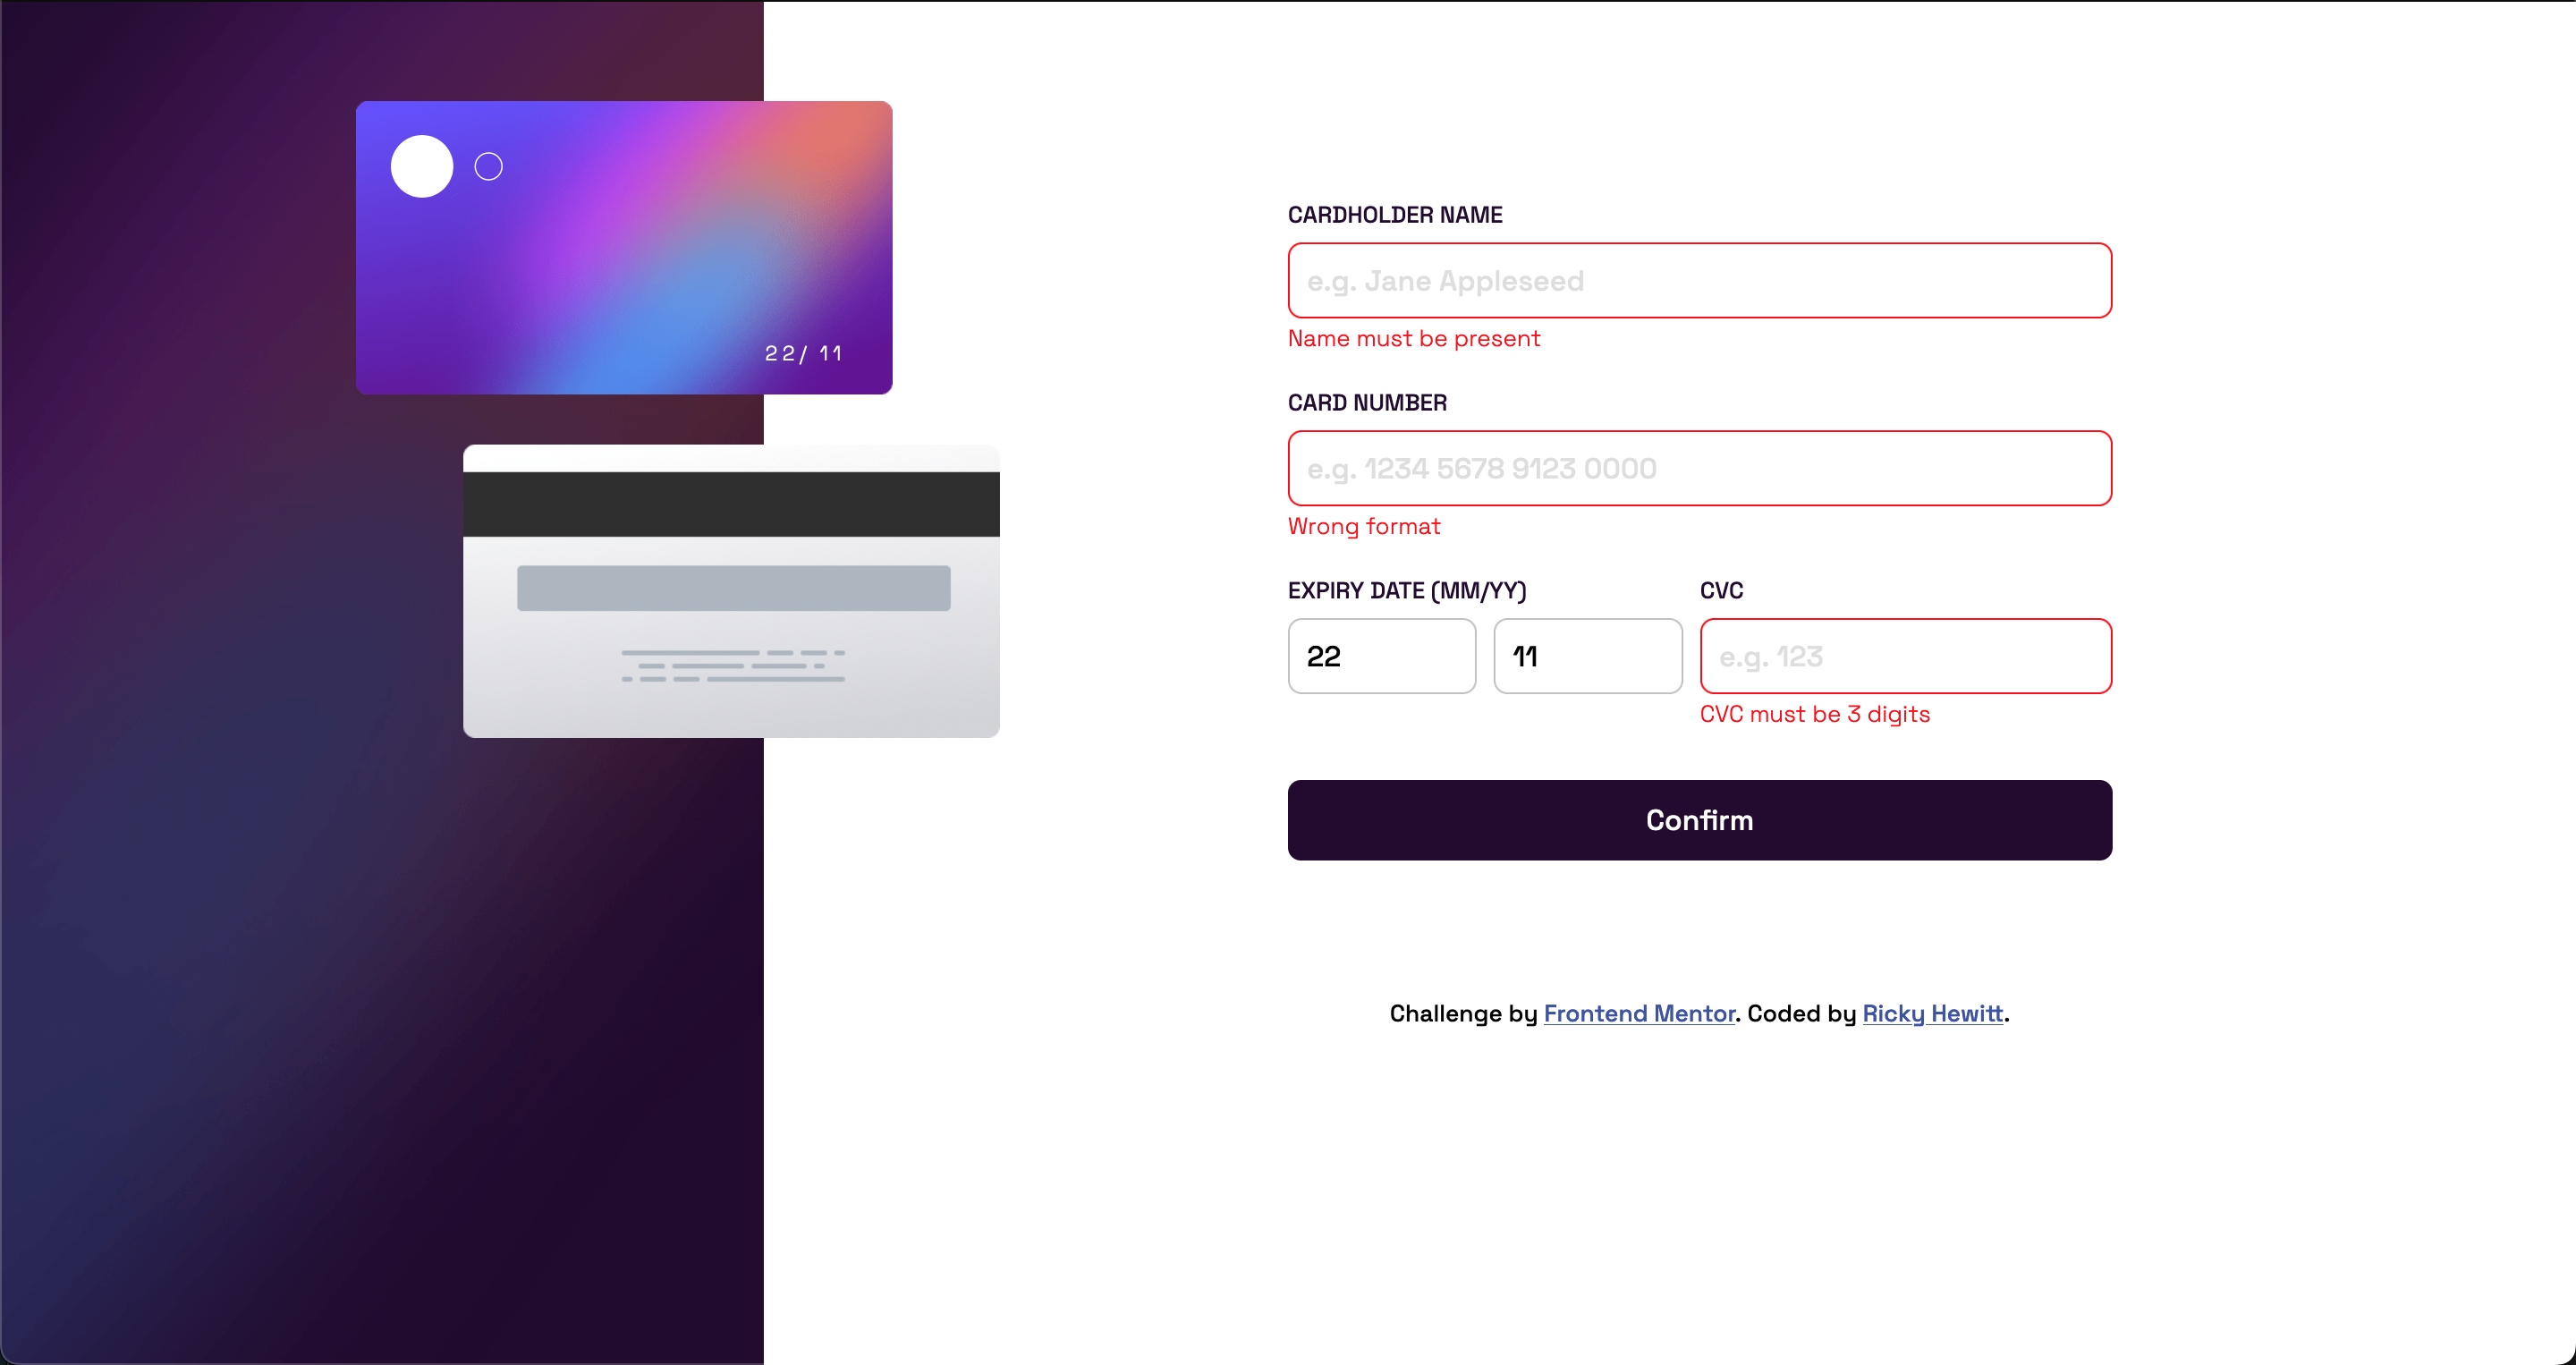 22/ 11
CARDHOLDER NAME
e.g. Jane Appleseed
Name must be present
CARD NUMBER
e.g. 1234 5678 9123 0000
Wrong format
EXPIRY DATE (MM/YY) CVC
22 11 e.g. 123
CVC must be 3 digits
Confirm
Challenge by Frontend Mentor. Coded by Ricky Hewitt.